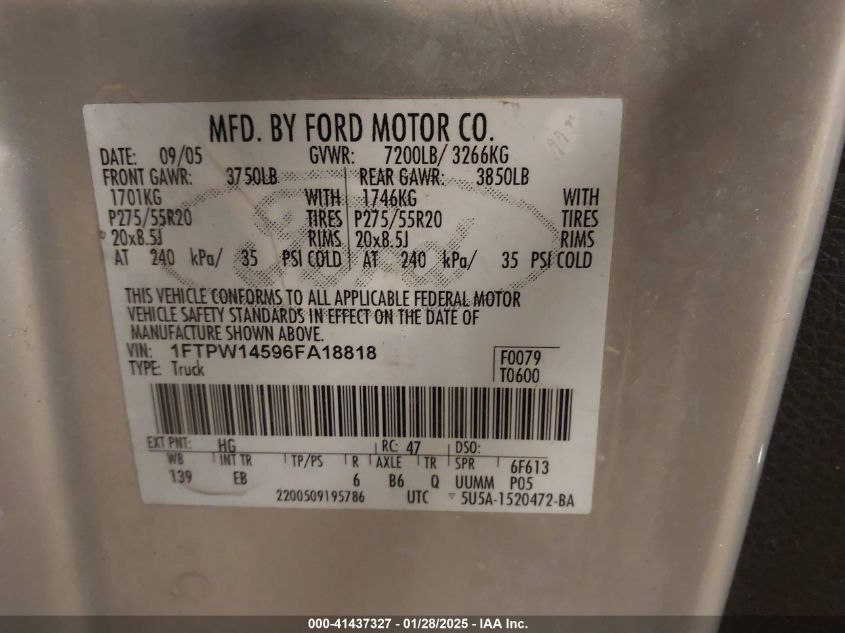 MFD. BY FORD MOTOR CO.
DATE: 09/05 GVWR: 7200LB/ 3266KG
FRONT GAWR: 3750LB REAR GAWR: 3850LB
1701KG WITH 1746KG WITH
P275/55R20 TIRES P275/55R20 TIRES
20x8.5J RIMS 20x8.5J RIMS
AT 240 kPa/ 35 PSI COLD AT 240 kPa/ 35 PSI COLD
THIS VEHICLE CONFORMS TO ALL APPLICABLE FEDERAL MOTOR
VEHICLE SAFETY STANDARDS IN EFFECT ON THE DATE OF
MANUFACTURE SHOWN ABOVE.
VIN: 1FTPW14596FA18818 F0079
TYPE: Truck T0600
EXT PNT: HG RC: 47 DSO:
WB INT TR TP/PS R AXLE TR SPR 6F613
139 EB 6 B6 Q UUMM P05
2200509195786 UTC 5U5A-1520472-BA
000-41437327 - 01/28/2025 - IAA Inc.